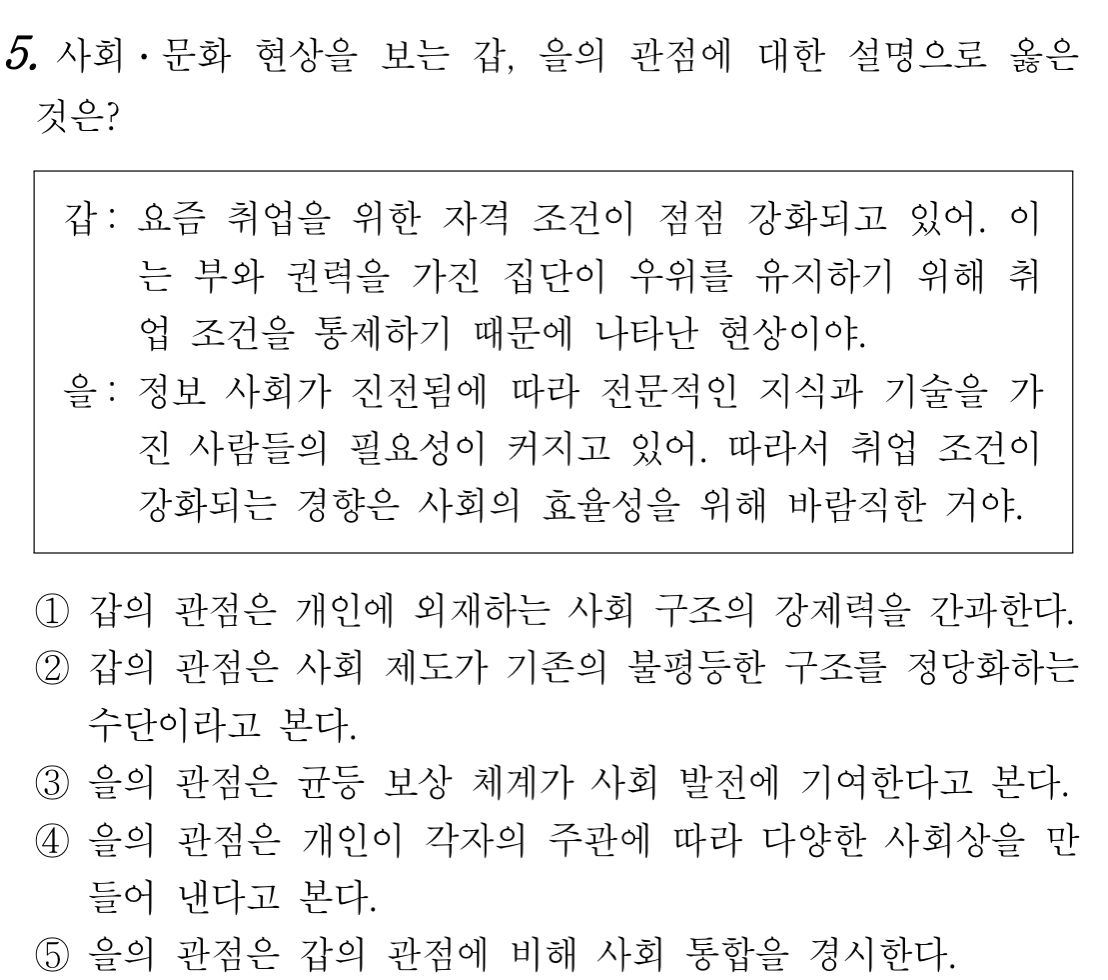 5. 사회·문화 현상을 보는 갑, 을의 관점에 대한 설명으로 옳은
것은?
갑: 요즘 취업을 위한 자격 조건이 점점 강화되고 있어. 이
는 부와 권력을 가진 집단이 우위를 유지하기 위해 취
업 조건을 통제하기 때문에 나타난 현상이야.
을: 정보 사회가 진전됨에 따라 전문적인 지식과 기술을 가
진 사람들의 필요성이 커지고 있어. 따라서 취업 조건이
강화되는 경향은 사회의 효율성을 위해 바람직한 거야.
① 갑의 관점은 개인에 외재하는 사회 구조의 강제력을 간과한다.
② 갑의 관점은 사회 제도가 기존의 불평등한 구조를 정당화하는
수단이라고 본다.
③ 을의 관점은 균등 보상 체계가 사회 발전에 기여한다고 본다.
④ 을의 관점은 개인이 각자의 주관에 따라 다양한 사회상을 만
들어 낸다고 본다.
⑤ 을의 관점은 갑의 관점에 비해 사회 통합을 경시한다.